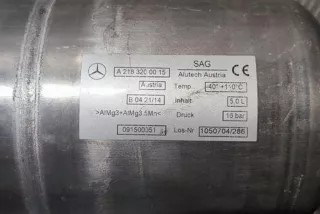 SAG
A 218 320 00 15 Alutech Austria CE
Austria Temp. -40° +110°C
E 04 21/14 Inhalt: 5,0 L
>AlMg3+AlMg3,5Mn< Druck 15 bar
091500051 Los-Nr 1050704/286